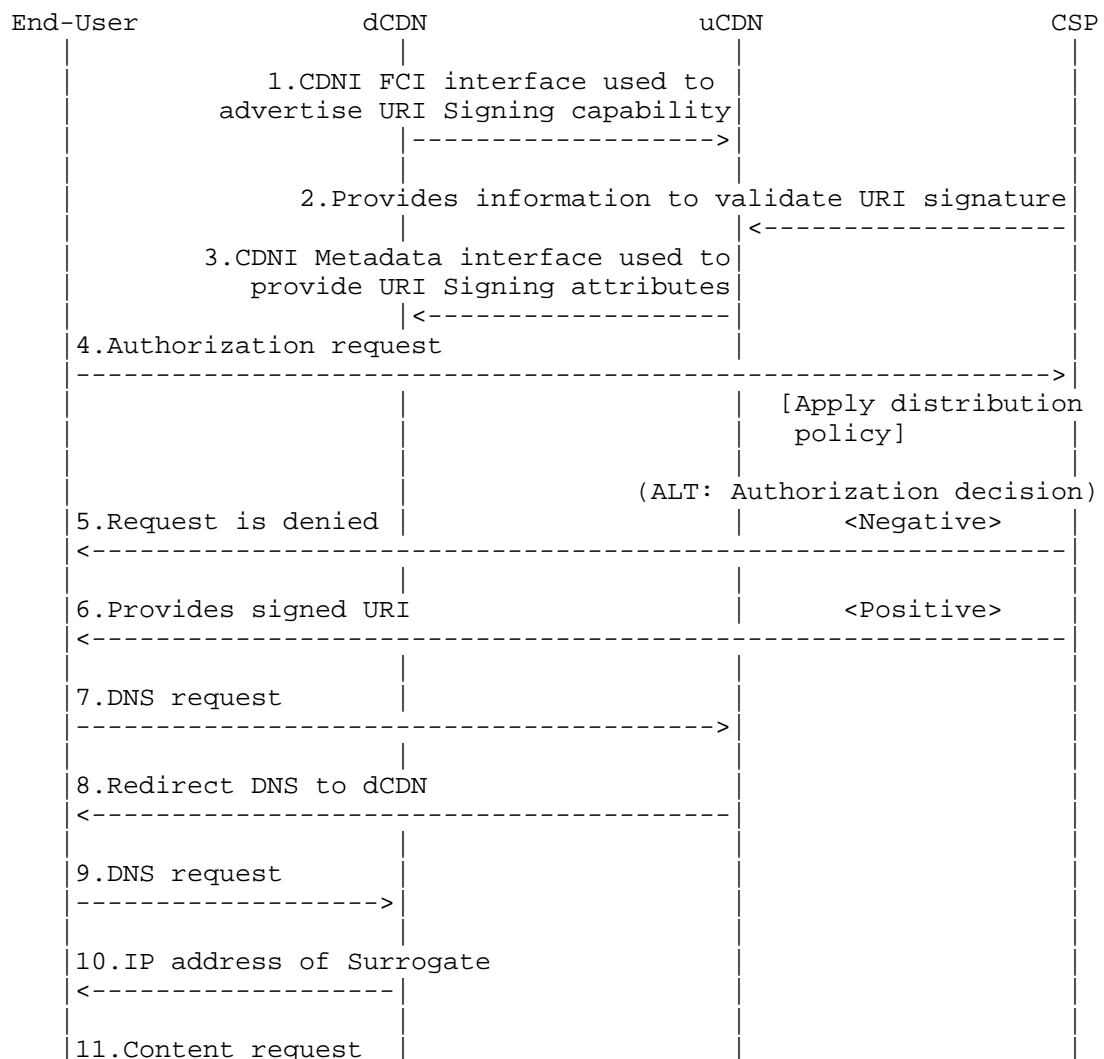 End-User dCDN uCDN CSP
1.CDNI FCI interface used to
advertise URI Signing capability
------------------->
2.Provides information to validate URI signature
<-------------------
3.CDNI Metadata interface used to
provide URI Signing attributes
<-------------------
4.Authorization request
------------------------------------------------------------->
[Apply distribution
policy]
(ALT: Authorization decision)
5.Request is denied <Negative>
<-------------------------------------------------------------
6.Provides signed URI <Positive>
<-------------------------------------------------------------
7.DNS request
---------------------------------------->
8.Redirect DNS to dCDN
<----------------------------------------
9.DNS request
------------------->
10.IP address of Surrogate
<-------------------
11.Content request